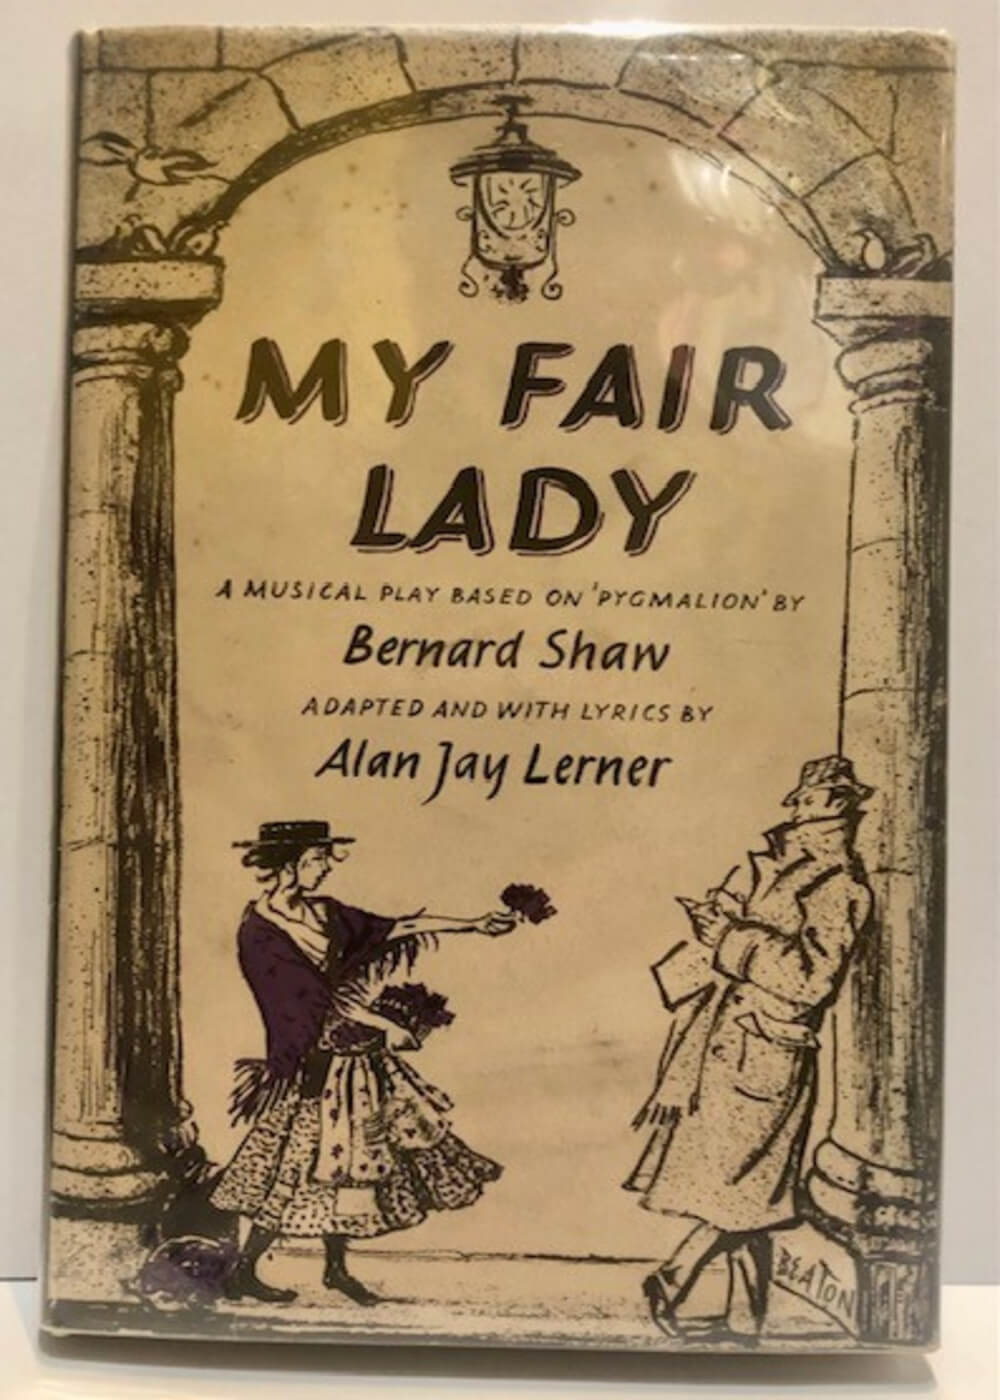 MY FAIR
LADY
A MUSICAL PLAY BASED ON 'PYGMALION' BY
Bernard Shaw
ADAPTED AND WITH LYRICS BY
Alan Jay Lerner
BEATON